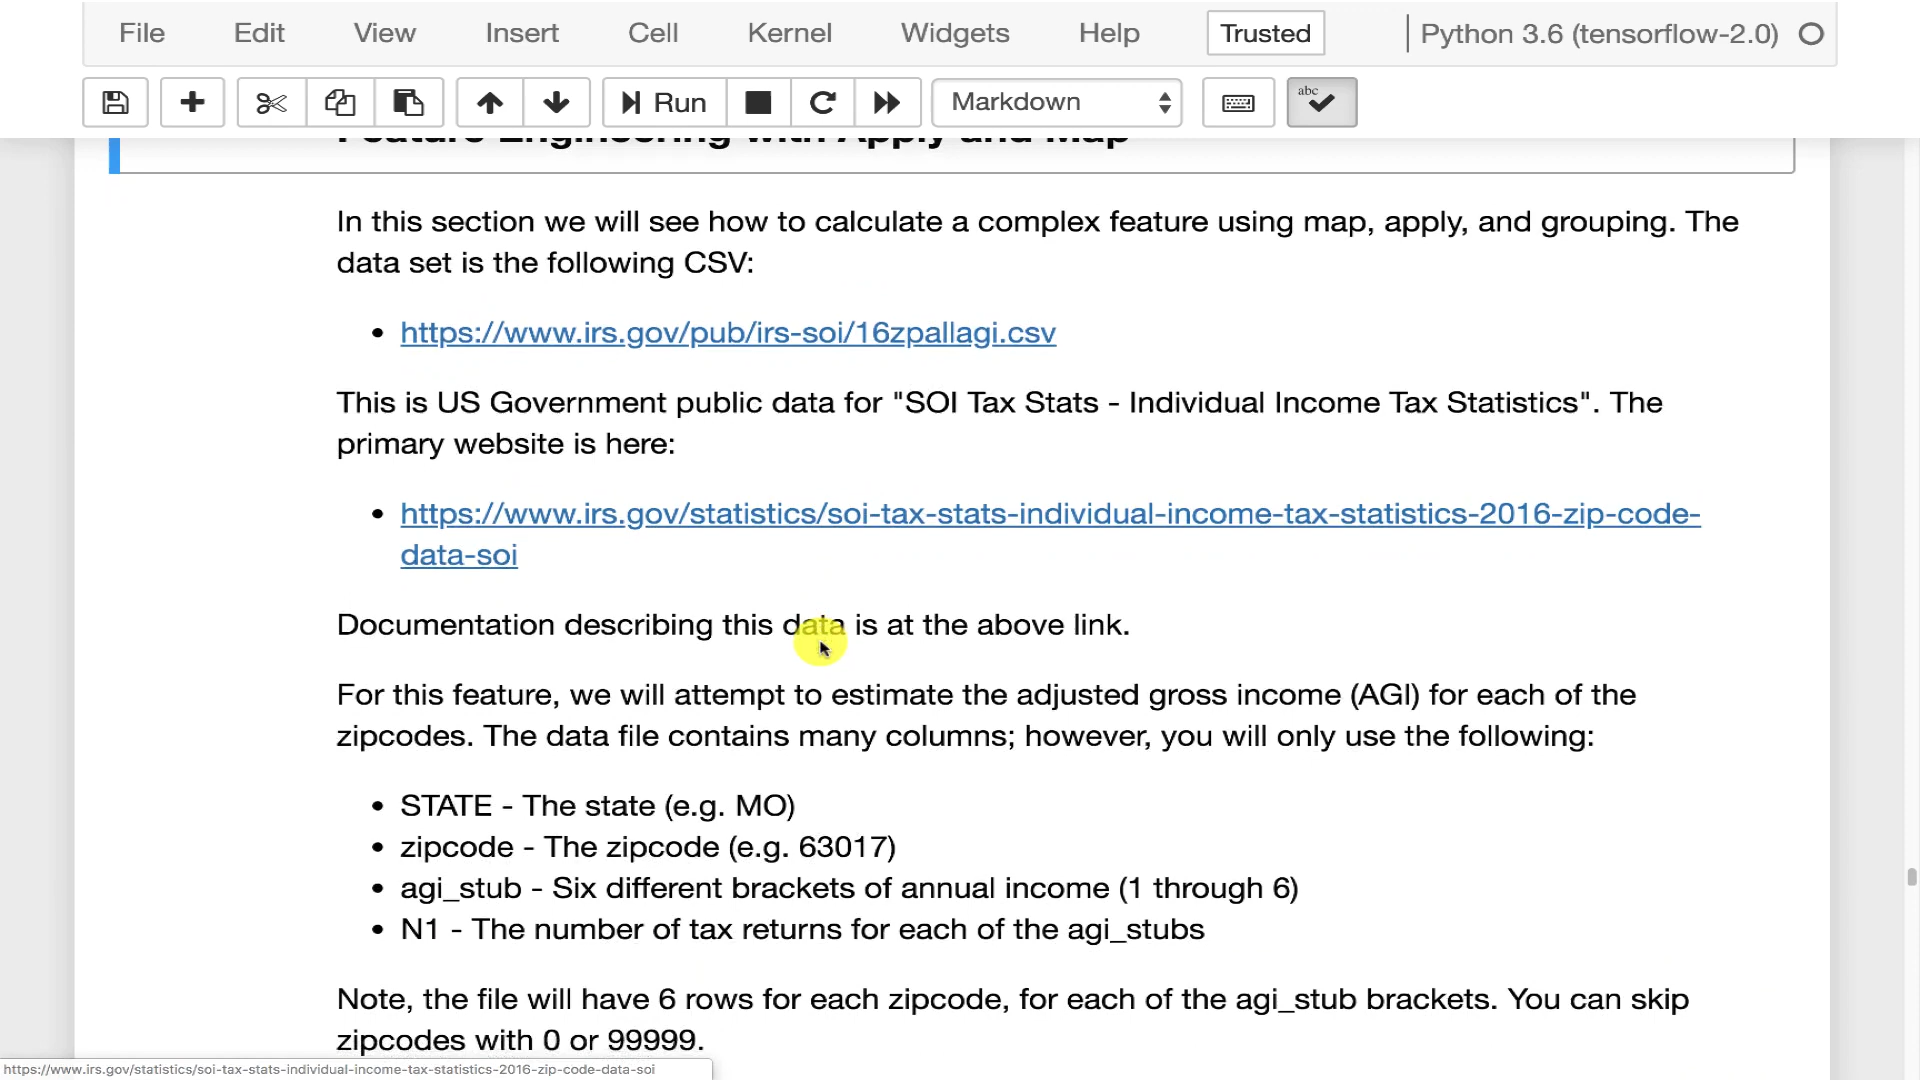 File Edit View Insert Cell Kernel Widgets Help Trusted Python 3.6 (tensorflow-2.0)
Run Markdown abc
Feature Engineering with Apply and Map
In this section we will see how to calculate a complex feature using map, apply, and grouping. The
data set is the following CSV:
• https://www.irs.gov/pub/irs-soi/16zpallagi.csv
This is US Government public data for "SOI Tax Stats - Individual Income Tax Statistics". The
primary website is here:
• https://www.irs.gov/statistics/soi-tax-stats-individual-income-tax-statistics-2016-zip-code-
data-soi
Documentation describing this data is at the above link.
For this feature, we will attempt to estimate the adjusted gross income (AGI) for each of the
zipcodes. The data file contains many columns; however, you will only use the following:
• STATE - The state (e.g. MO)
• zipcode - The zipcode (e.g. 63017)
• agi_stub - Six different brackets of annual income (1 through 6)
• N1 - The number of tax returns for each of the agi_stubs
Note, the file will have 6 rows for each zipcode, for each of the agi_stub brackets. You can skip
zipcodes with 0 or 99999.
https://www.irs.gov/statistics/soi-tax-stats-individual-income-tax-statistics-2016-zip-code-data-soi